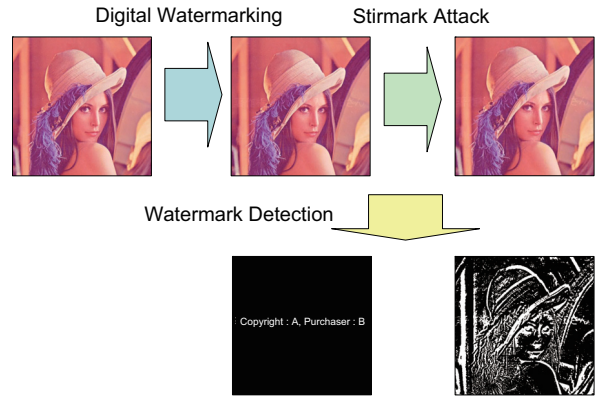 Digital Watermarking
Stirmark Attack
Watermark Detection
Copyright : A, Purchaser : B